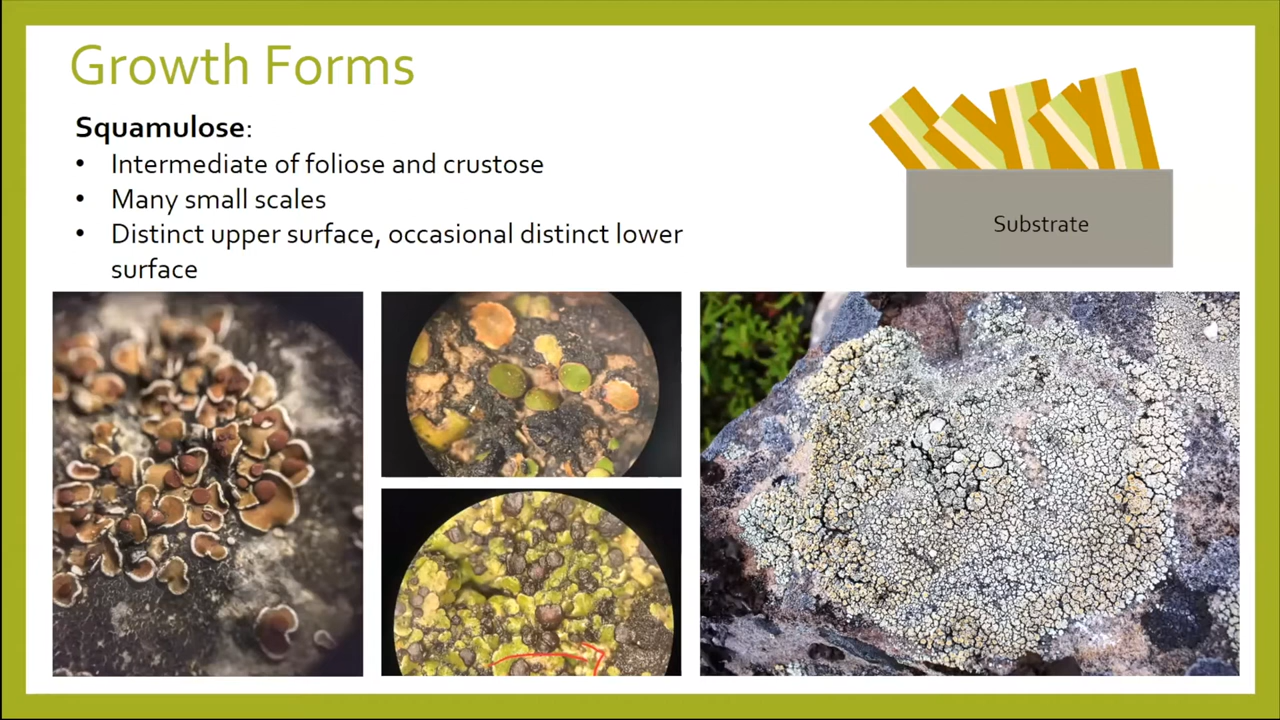 Growth Forms
Squamulose:
• Intermediate of foliose and crustose
• Many small scales
• Distinct upper surface, occasional distinct lower
surface
Substrate